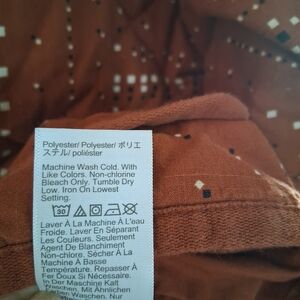 Polyester/ Polyester/ ポリエ
ステル/ poliéster
Machine Wash Cold. With
Like Colors. Non-chlorine
Bleach Only. Tumble Dry
Low. Iron On Lowest
Setting.
30
Laver À La Machine À L'eau
Froide. Laver En Séparant
Les Couleurs. Seulement
Agent De Blanchiment
Non-chlore. Sécher À La
Machine À Basse
Température. Repasser À
Fer Doux Si Nécessaire.
In Der Maschine Kalt
Waschen. Mit Ähnlichen